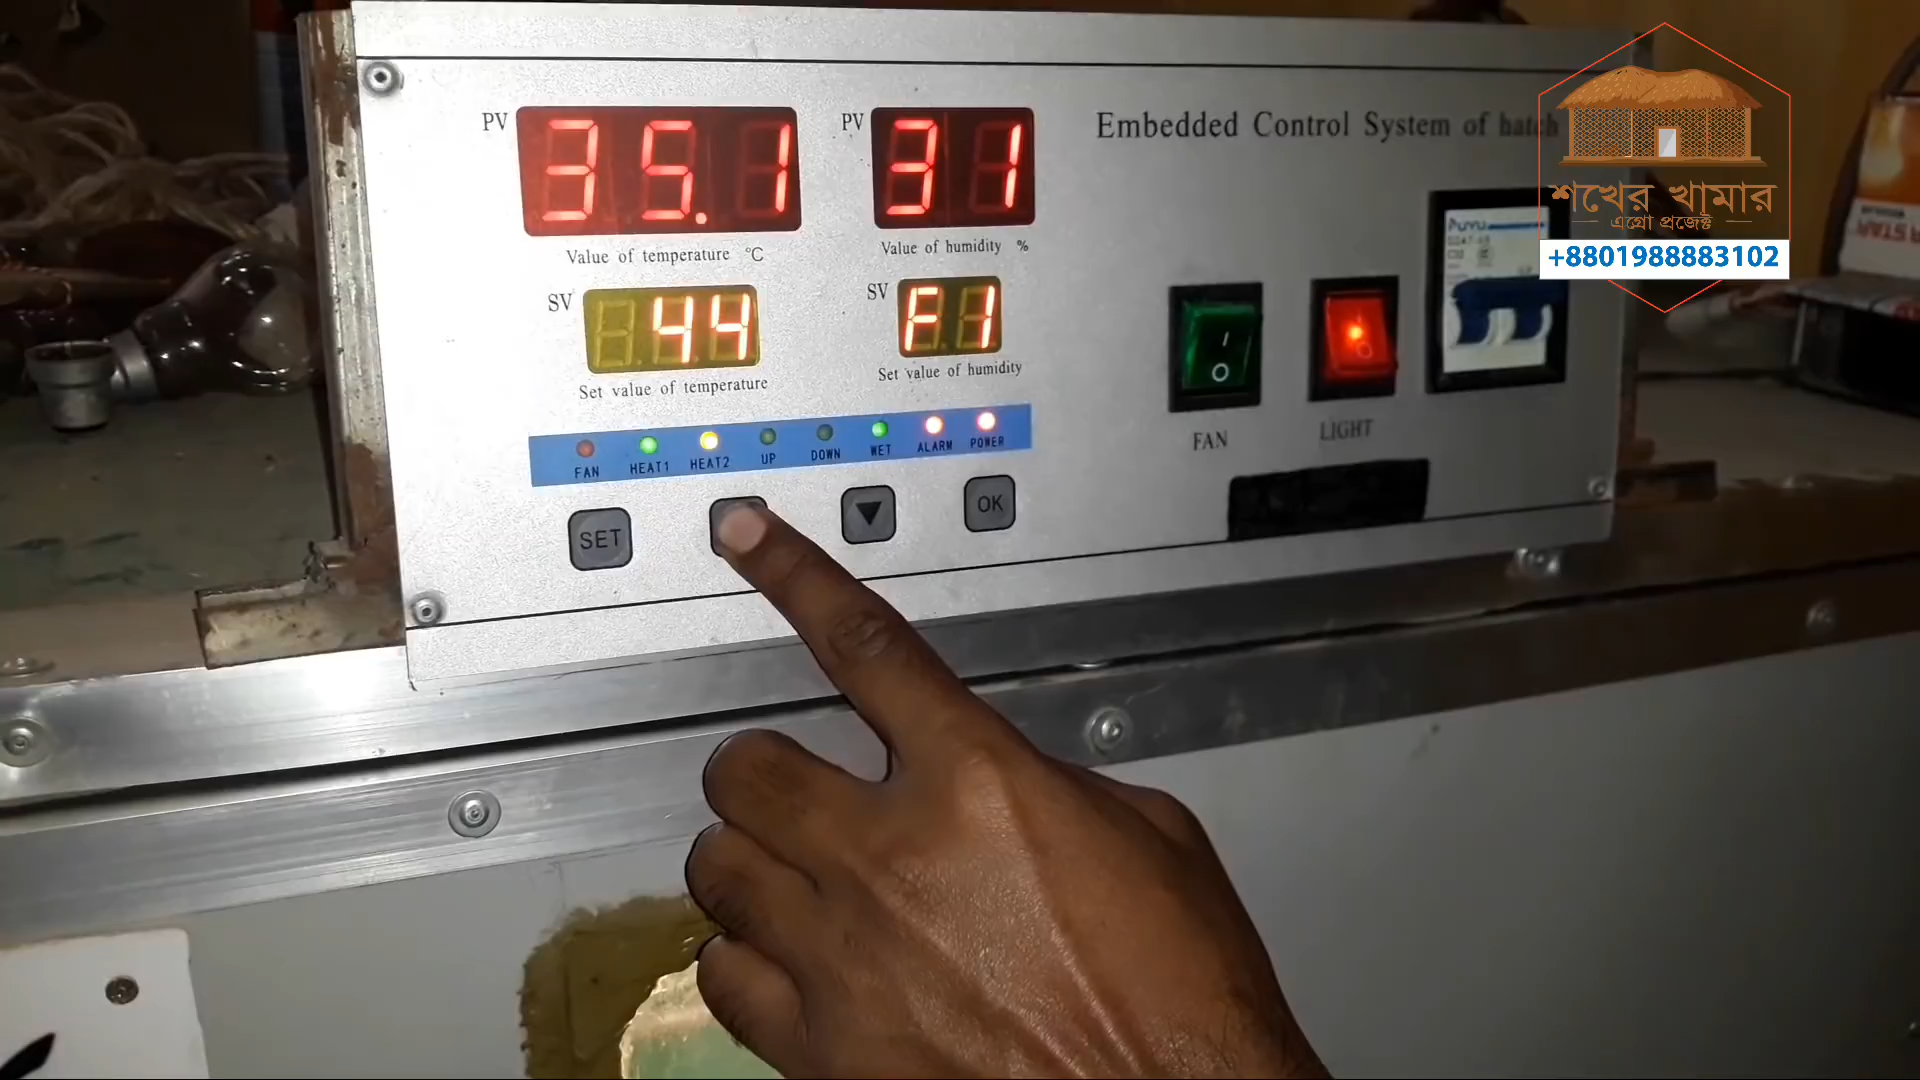 PV
35.1
PV
31
Embedded Control System of hatch
Value of temperature °C
Value of humidity %
SV
44
SV
F1
Set value of temperature
Set value of humidity
FAN
HEAT1
HEAT2
UP
DOWN
WET
ALARM
POWER
SET
▼
OK
I
O
FAN
LIGHT
শখের খামার
এগ্রো প্রজেক্ট
+8801988883102